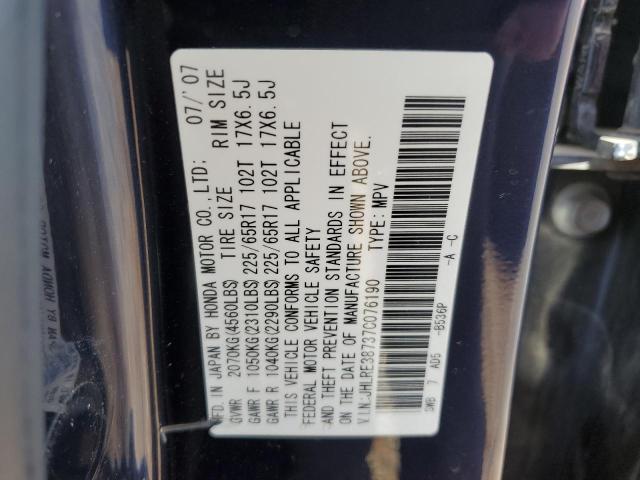 MFD. IN JAPAN BY HONDA MOTOR CO., LTD: 07/'07
GVWR 2070KG(4560LBS) TIRE SIZE RIM SIZE
GAWR F 1050KG(2310LBS) 225/65R17 102T 17X6.5J
GAWR R 1040KG(2290LBS) 225/65R17 102T 17X6.5J
THIS VEHICLE CONFORMS TO ALL APPLICABLE
FEDERAL MOTOR VEHICLE SAFETY
AND THEFT PREVENTION STANDARDS IN EFFECT
ON THE DATE OF MANUFACTURE SHOWN ABOVE.
V.I.N:JHLRE38737C076190 TYPE: MPV
SWB 7 AD5 -B536P -A -C